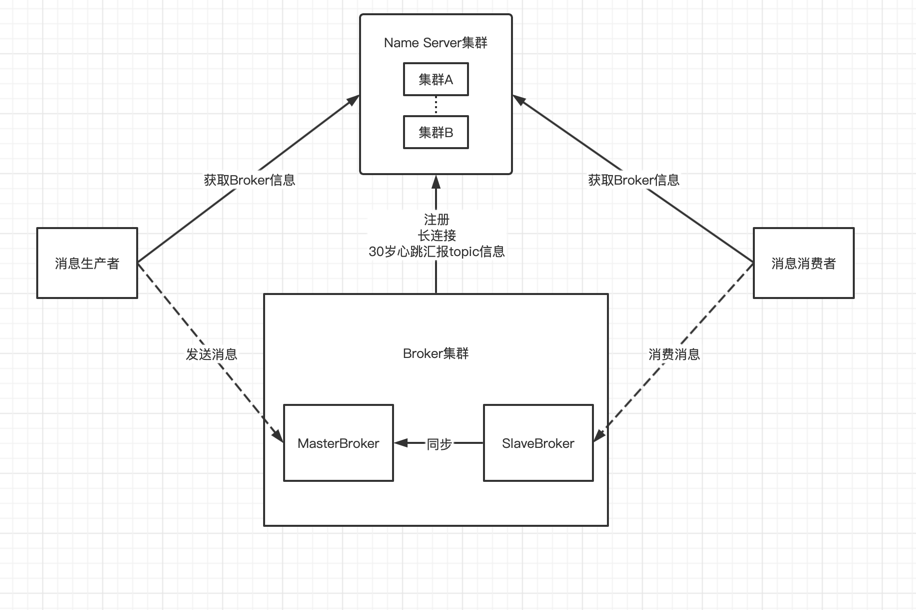 Name Server集群
集群A
集群B
获取Broker信息
获取Broker信息
注册
长连接
30岁心跳汇报topic信息
消息生产者
消息消费者
发送消息
消费消息
Broker集群
MasterBroker
同步
SlaveBroker